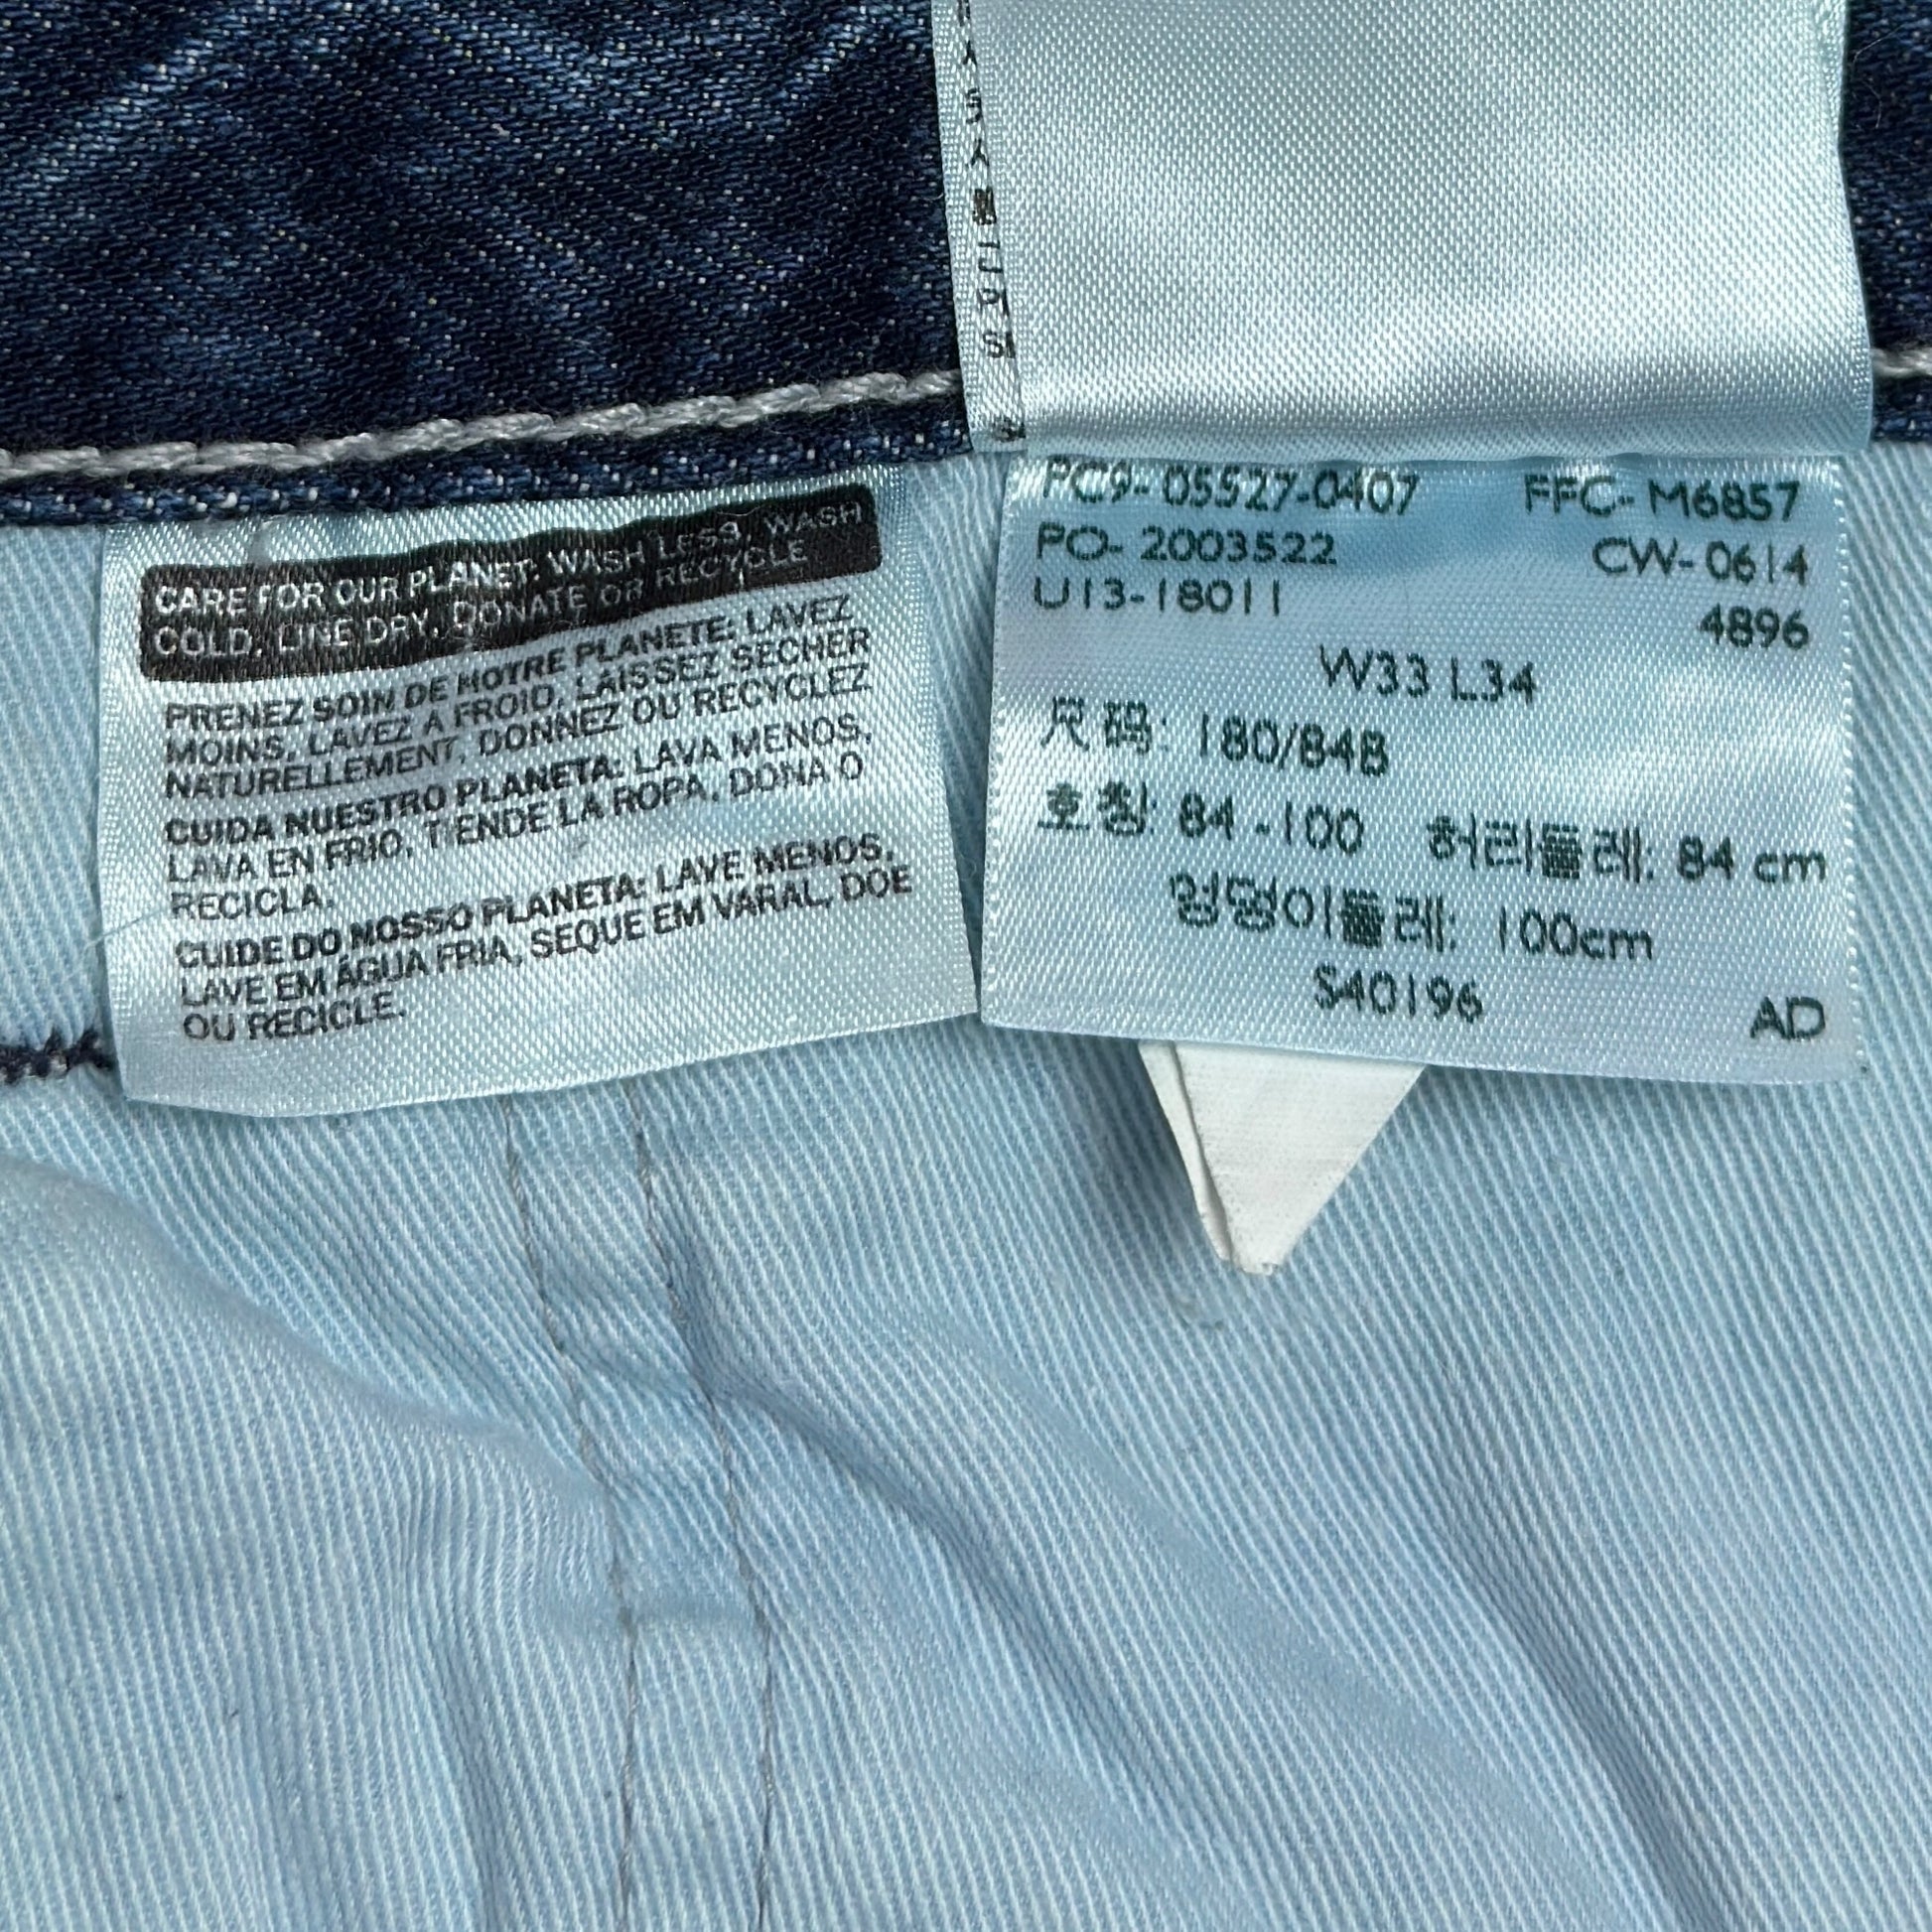 CARE FOR OUR PLANET: WASH LESS, WASH
COLD, LINE DRY, DONATE OR RECYCLE
PRENEZ SOIN DE NOTRE PLANETE: LAVEZ
MOINS, LAVEZ A FROID, LAISSEZ SECHER
NATURELLEMENT, DONNEZ OU RECYCLEZ
CUIDA NUESTRO PLANETA: LAVA MENOS,
LAVA EN FRIO, TIENDE LA ROPA, DONA O
RECICLA.
CUIDE DO NOSSO PLANETA: LAVE MENOS,
LAVE EM ÁGUA FRIA, SEQUE EM VARAL, DOE
OU RECICLE.
PC9- 05527-0407 FFC- M6857
PO- 2003522 CW- 0614
U13-18011 4896
W33 L34
尺码: 180/84B
호칭: 84 -100 허리둘레: 84 cm
엉덩이둘레: 100cm
S40196 AD